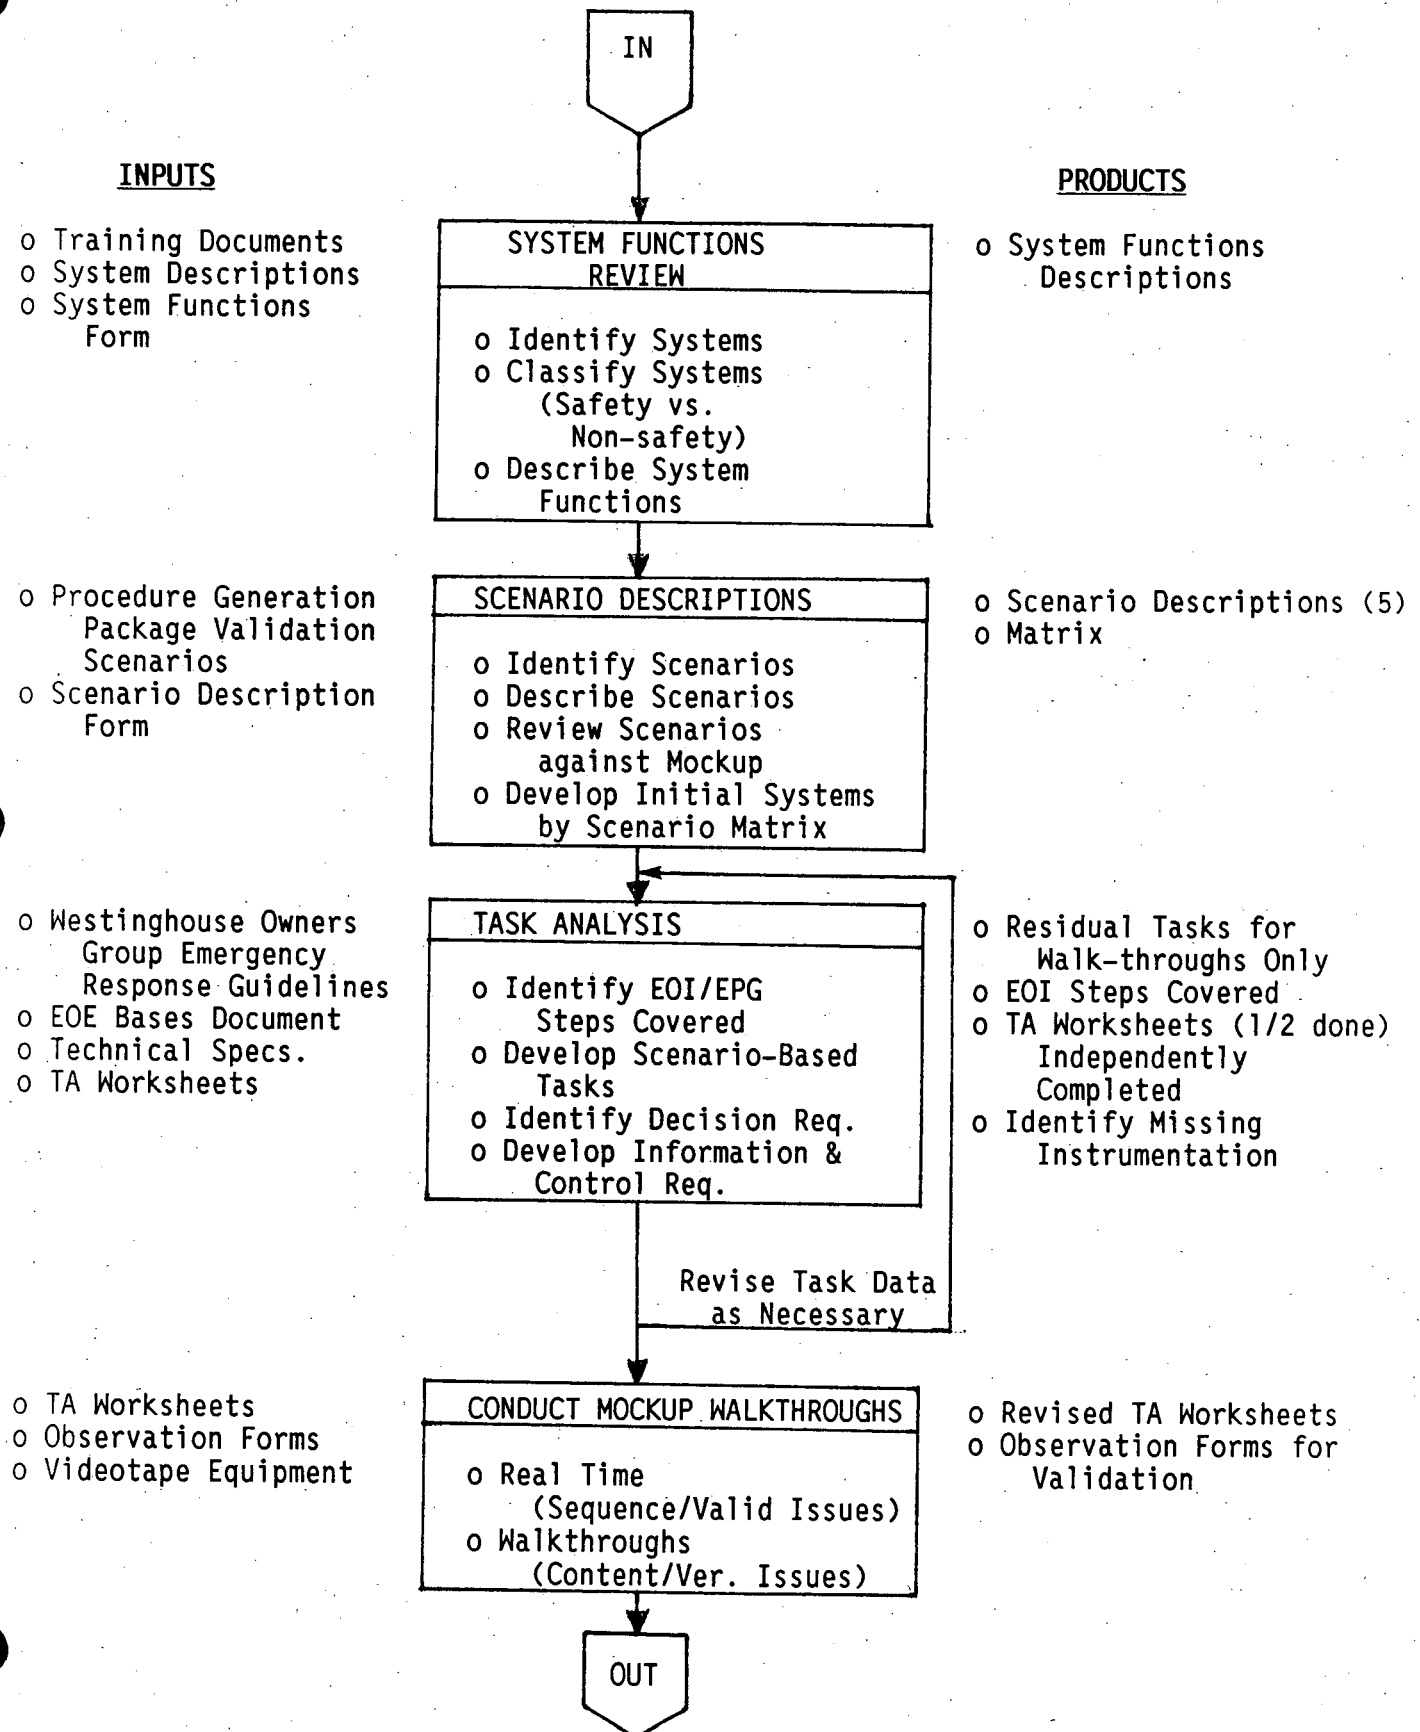 IN
INPUTS
PRODUCTS
o Training Documents
o System Descriptions
o System Functions
Form
SYSTEM FUNCTIONS
REVIEW
o Identify Systems
o Classify Systems
(Safety vs.
Non-safety)
o Describe System
Functions
o System Functions
Descriptions
o Procedure Generation
Package Validation
Scenarios
o Scenario Description
Form
SCENARIO DESCRIPTIONS
o Identify Scenarios
o Describe Scenarios
o Review Scenarios
against Mockup
o Develop Initial Systems
by Scenario Matrix
o Scenario Descriptions (5)
o Matrix
o Westinghouse Owners
Group Emergency
Response Guidelines
o EOE Bases Document
o Technical Specs.
o TA Worksheets
TASK ANALYSIS
o Identify EOI/EPG
Steps Covered
o Develop Scenario-Based
Tasks
o Identify Decision Req.
o Develop Information &
Control Req.
o Residual Tasks for
Walk-throughs Only
o EOI Steps Covered
o TA Worksheets (1/2 done)
Independently
Completed
o Identify Missing
Instrumentation
Revise Task Data
as Necessary
o TA Worksheets
o Observation Forms
o Videotape Equipment
CONDUCT MOCKUP WALKTHROUGHS
o Real Time
(Sequence/Valid Issues)
o Walkthroughs
(Content/Ver. Issues)
o Revised TA Worksheets
o Observation Forms for
Validation
OUT